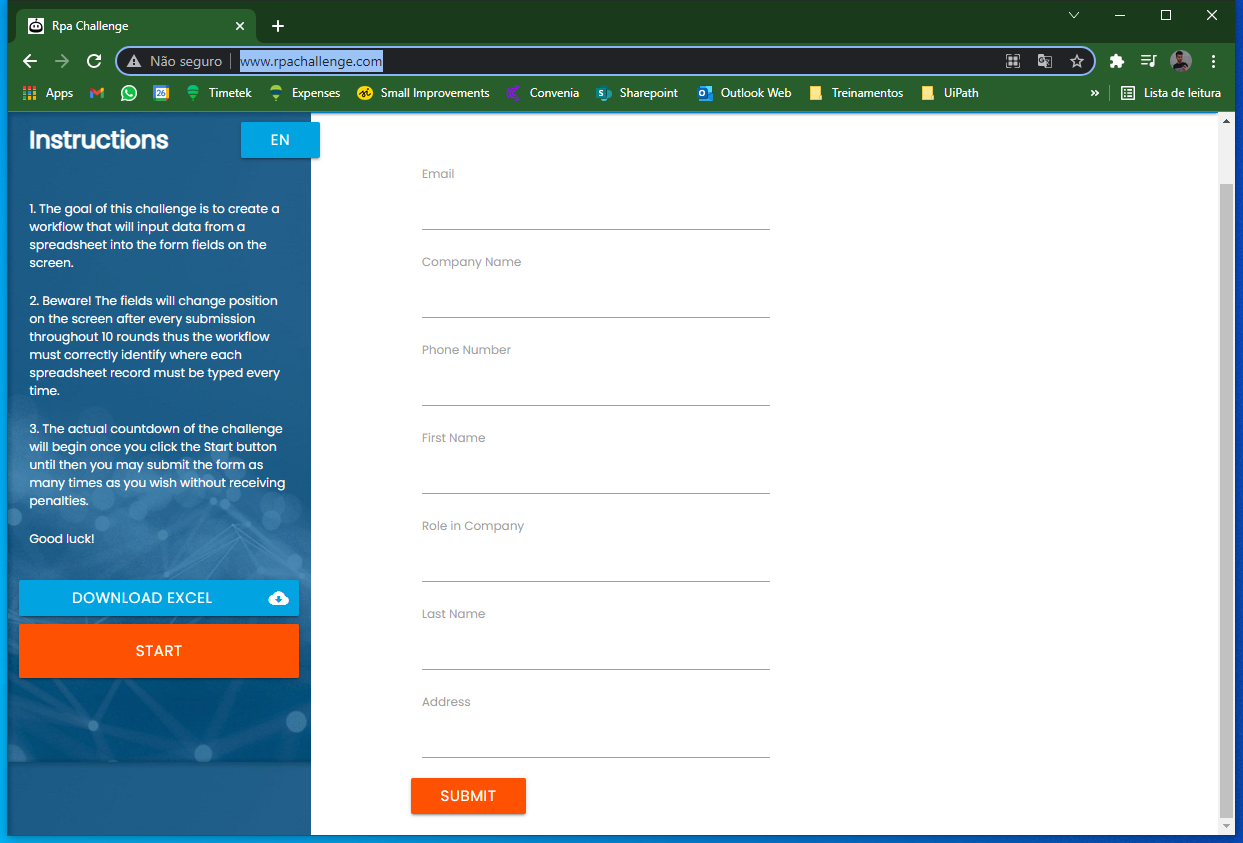 Rpa Challenge
Não seguro
www.rpachallenge.com
Apps
26
Timetek
Expenses
Small Improvements
Convenia
S
Sharepoint
Outlook Web
Treinamentos
UiPath
»
Lista de leitura
Instructions
EN
1. The goal of this challenge is to create a
workflow that will input data from a
spreadsheet into the form fields on the
screen.
2. Beware! The fields will change position
on the screen after every submission
throughout 10 rounds thus the workflow
must correctly identify where each
spreadsheet record must be typed every
time.
3. The actual countdown of the challenge
will begin once you click the Start button
until then you may submit the form as
many times as you wish without receiving
penalties.
Good luck!
DOWNLOAD EXCEL
START
Email
Company Name
Phone Number
First Name
Role in Company
Last Name
Address
SUBMIT